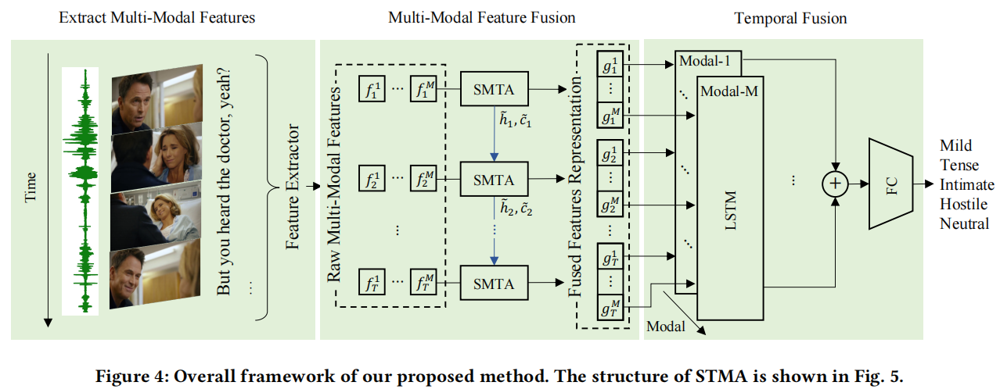 Extract Multi-Modal Features
Multi-Modal Feature Fusion
Temporal Fusion
Time
But you heard the doctor, yeah?
...
Feature Extractor
Raw Multi-Modal Features
f_1^1 ... f_1^M
SMTA
h̃_1, c̃_1
f_2^1 ... f_2^M
SMTA
h̃_2, c̃_2
...
...
f_T^1 ... f_T^M
SMTA
Fused Features Representation
g_1^1
...
g_1^M
g_2^1
...
g_2^M
...
g_T^1
...
g_T^M
Modal-1
Modal-M
...
...
...
LSTM
Modal
...
+
FC
Mild
Tense
Intimate
Hostile
Neutral
Figure 4: Overall framework of our proposed method. The structure of STMA is shown in Fig. 5.